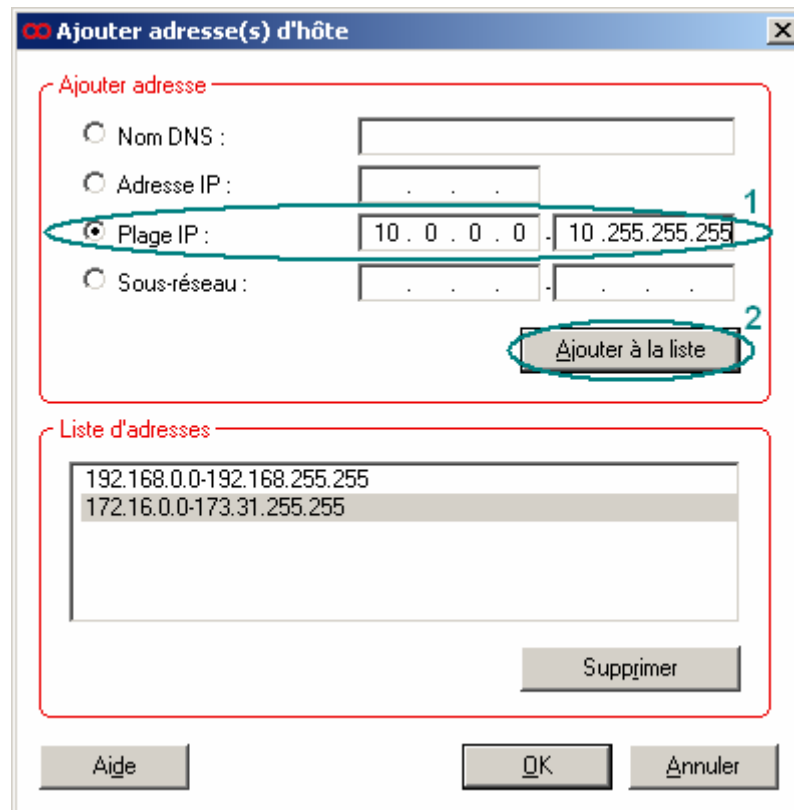 Ajouter adresse(s) d'hôte
Ajouter adresse
Nom DNS :
Adresse IP : . . .
1
Plage IP : 10 . 0 . 0 . 0 - 10 .255.255.255
Sous-réseau : . . . - . . .
2
Ajouter à la liste
Liste d'adresses
192.168.0.0-192.168.255.255
172.16.0.0-173.31.255.255
Supprimer
Aide OK Annuler